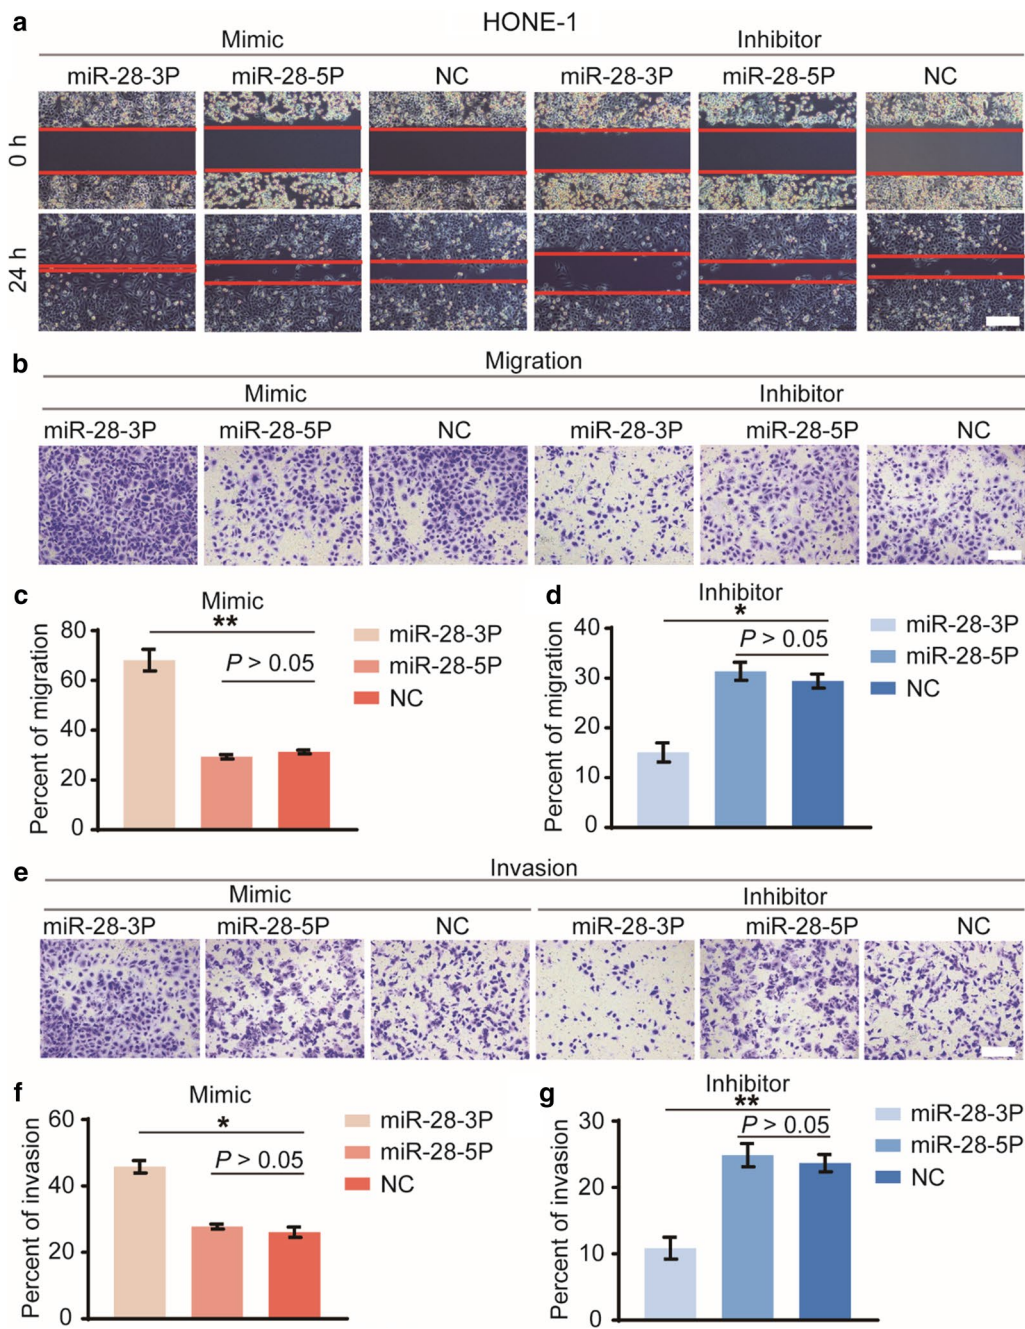 a HONE-1
Mimic Inhibitor
miR-28-3P miR-28-5P NC miR-28-3P miR-28-5P NC
0 h
24 h
b Migration
Mimic Inhibitor
miR-28-3P miR-28-5P NC miR-28-3P miR-28-5P NC
c Mimic
**
P > 0.05
Percent of migration
80
60
40
20
0
miR-28-3P
miR-28-5P
NC
d Inhibitor
*
P > 0.05
Percent of migration
40
30
20
10
0
miR-28-3P
miR-28-5P
NC
e Invasion
Mimic Inhibitor
miR-28-3P miR-28-5P NC miR-28-3P miR-28-5P NC
f Mimic
*
P > 0.05
Percent of invasion
60
40
20
0
miR-28-3P
miR-28-5P
NC
g Inhibitor
**
P > 0.05
Percent of invasion
30
20
10
0
miR-28-3P
miR-28-5P
NC